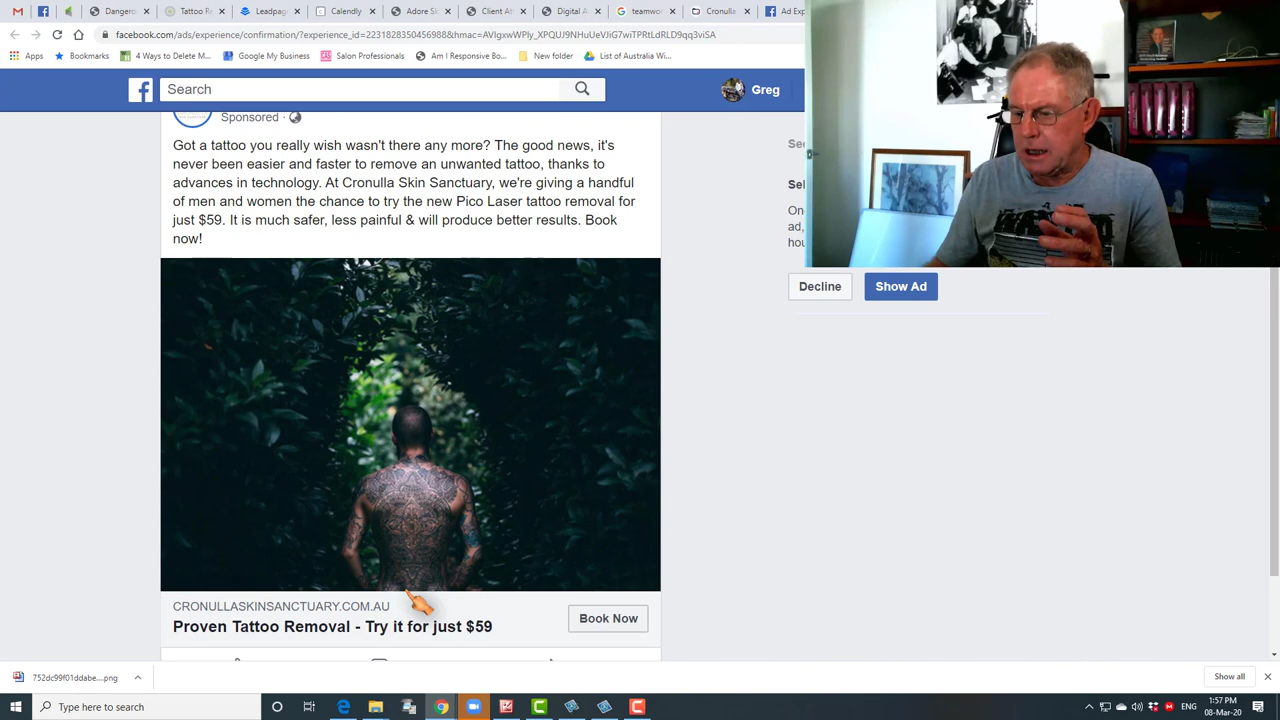 Dangero
Tattoo R
Leadpag
Calendly
Adore S
Client A
Digital A
teamwor
Cronulla
Ad Exp
facebook.com/ads/experience/confirmation/?experience_id=2231828350456988&hmac=AVIgxwWPly_XPQUJ9NHuUeVJiG7wiTPRtLdRLD9qq3viSA
Apps
Bookmarks
4 Ways to Delete M...
Google My Business
Salon Professionals
Am I Responsive Bo...
New folder
List of Australia Wi...
Search
Greg
Sponsored ·
Got a tattoo you really wish wasn't there any more? The good news, it's
never been easier and faster to remove an unwanted tattoo, thanks to
advances in technology. At Cronulla Skin Sanctuary, we're giving a handful
of men and women the chance to try the new Pico Laser tattoo removal for
just $59. It is much safer, less painful & will produce better results. Book
now!
Decline
Show Ad
CRONULLASKINSANCTUARY.COM.AU
Proven Tattoo Removal - Try it for just $59
Book Now
752dc99f01ddabe....png
Show all
Type here to search
ENG
1:57 PM
08-Mar-20